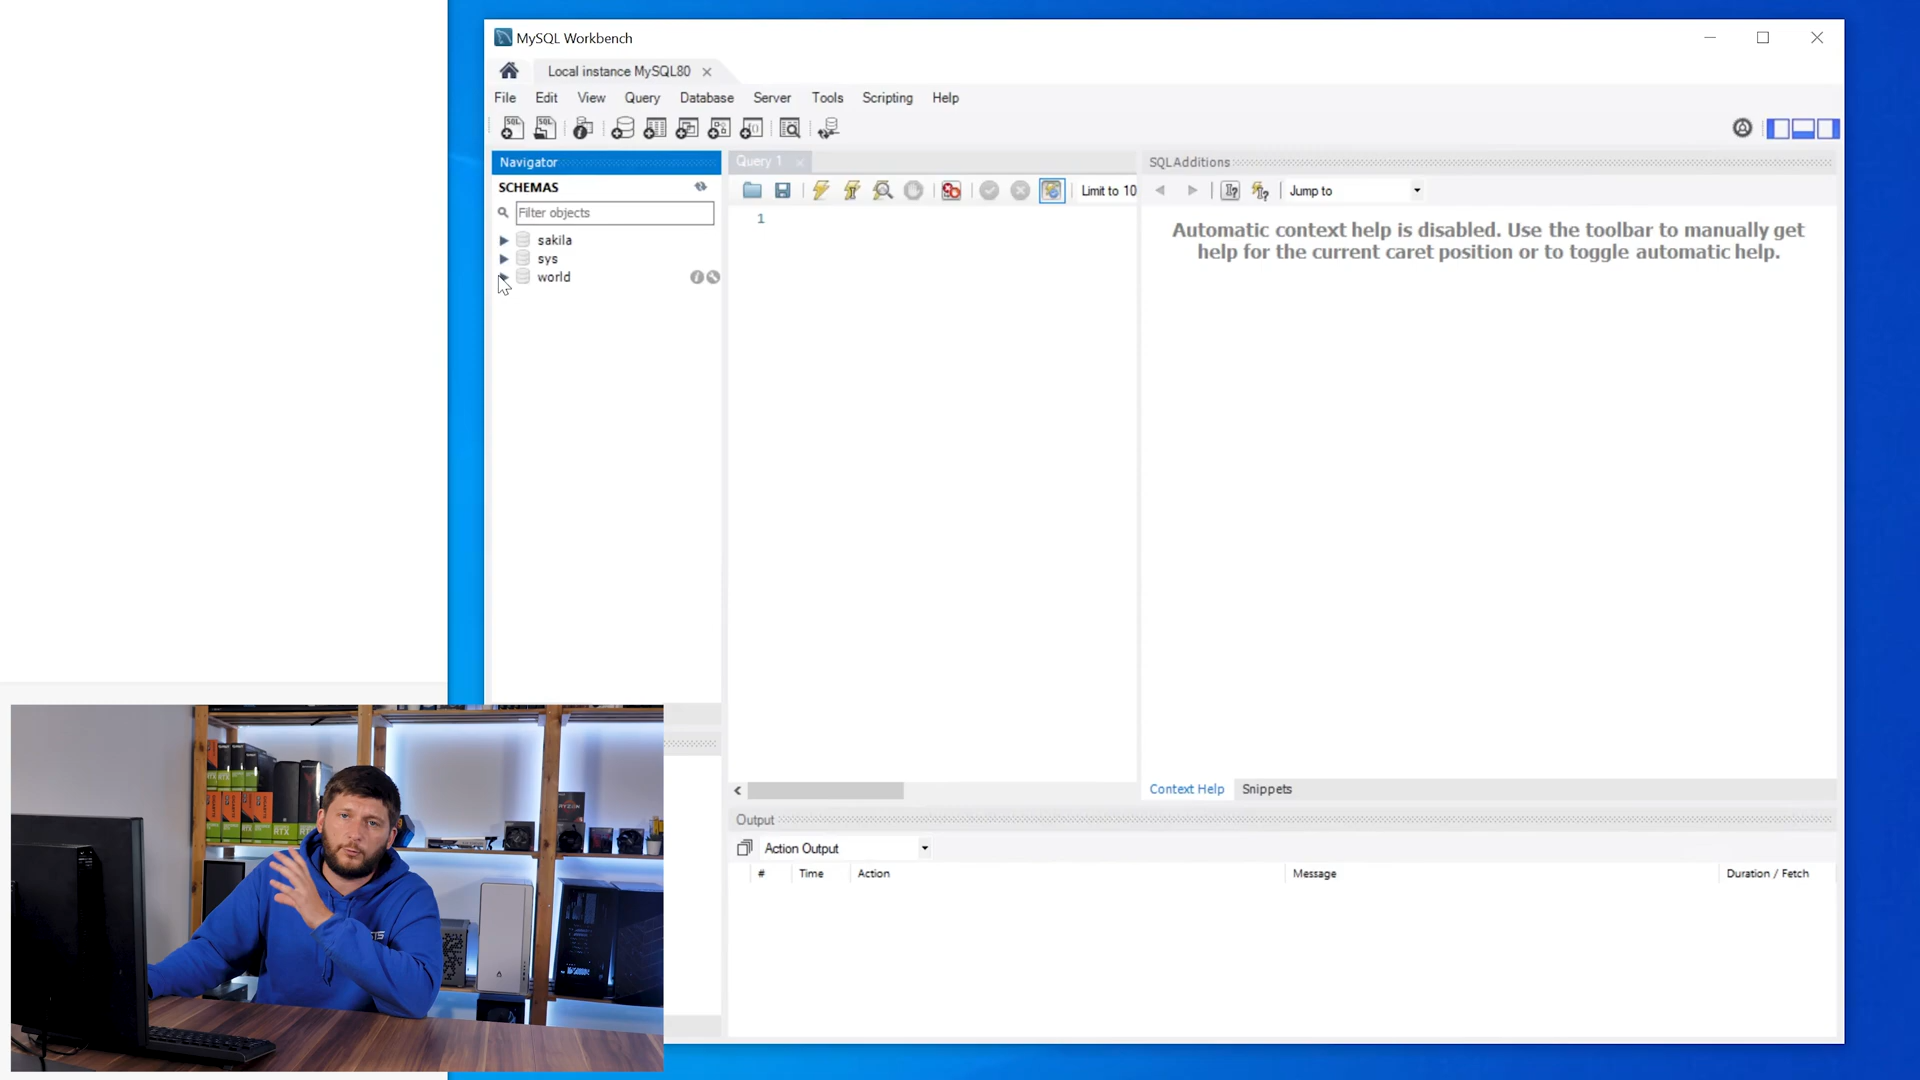 MySQL Workbench
Local instance MySQL80
File Edit View Query Database Server Tools Scripting Help
Navigator
SCHEMAS
Filter objects
sakila
sys
world
Query 1
Limit to 10
1
SQLAdditions
Jump to
Automatic context help is disabled. Use the toolbar to manually get
help for the current caret position or to toggle automatic help.
Context Help Snippets
Output
Action Output
# Time Action Message Duration / Fetch